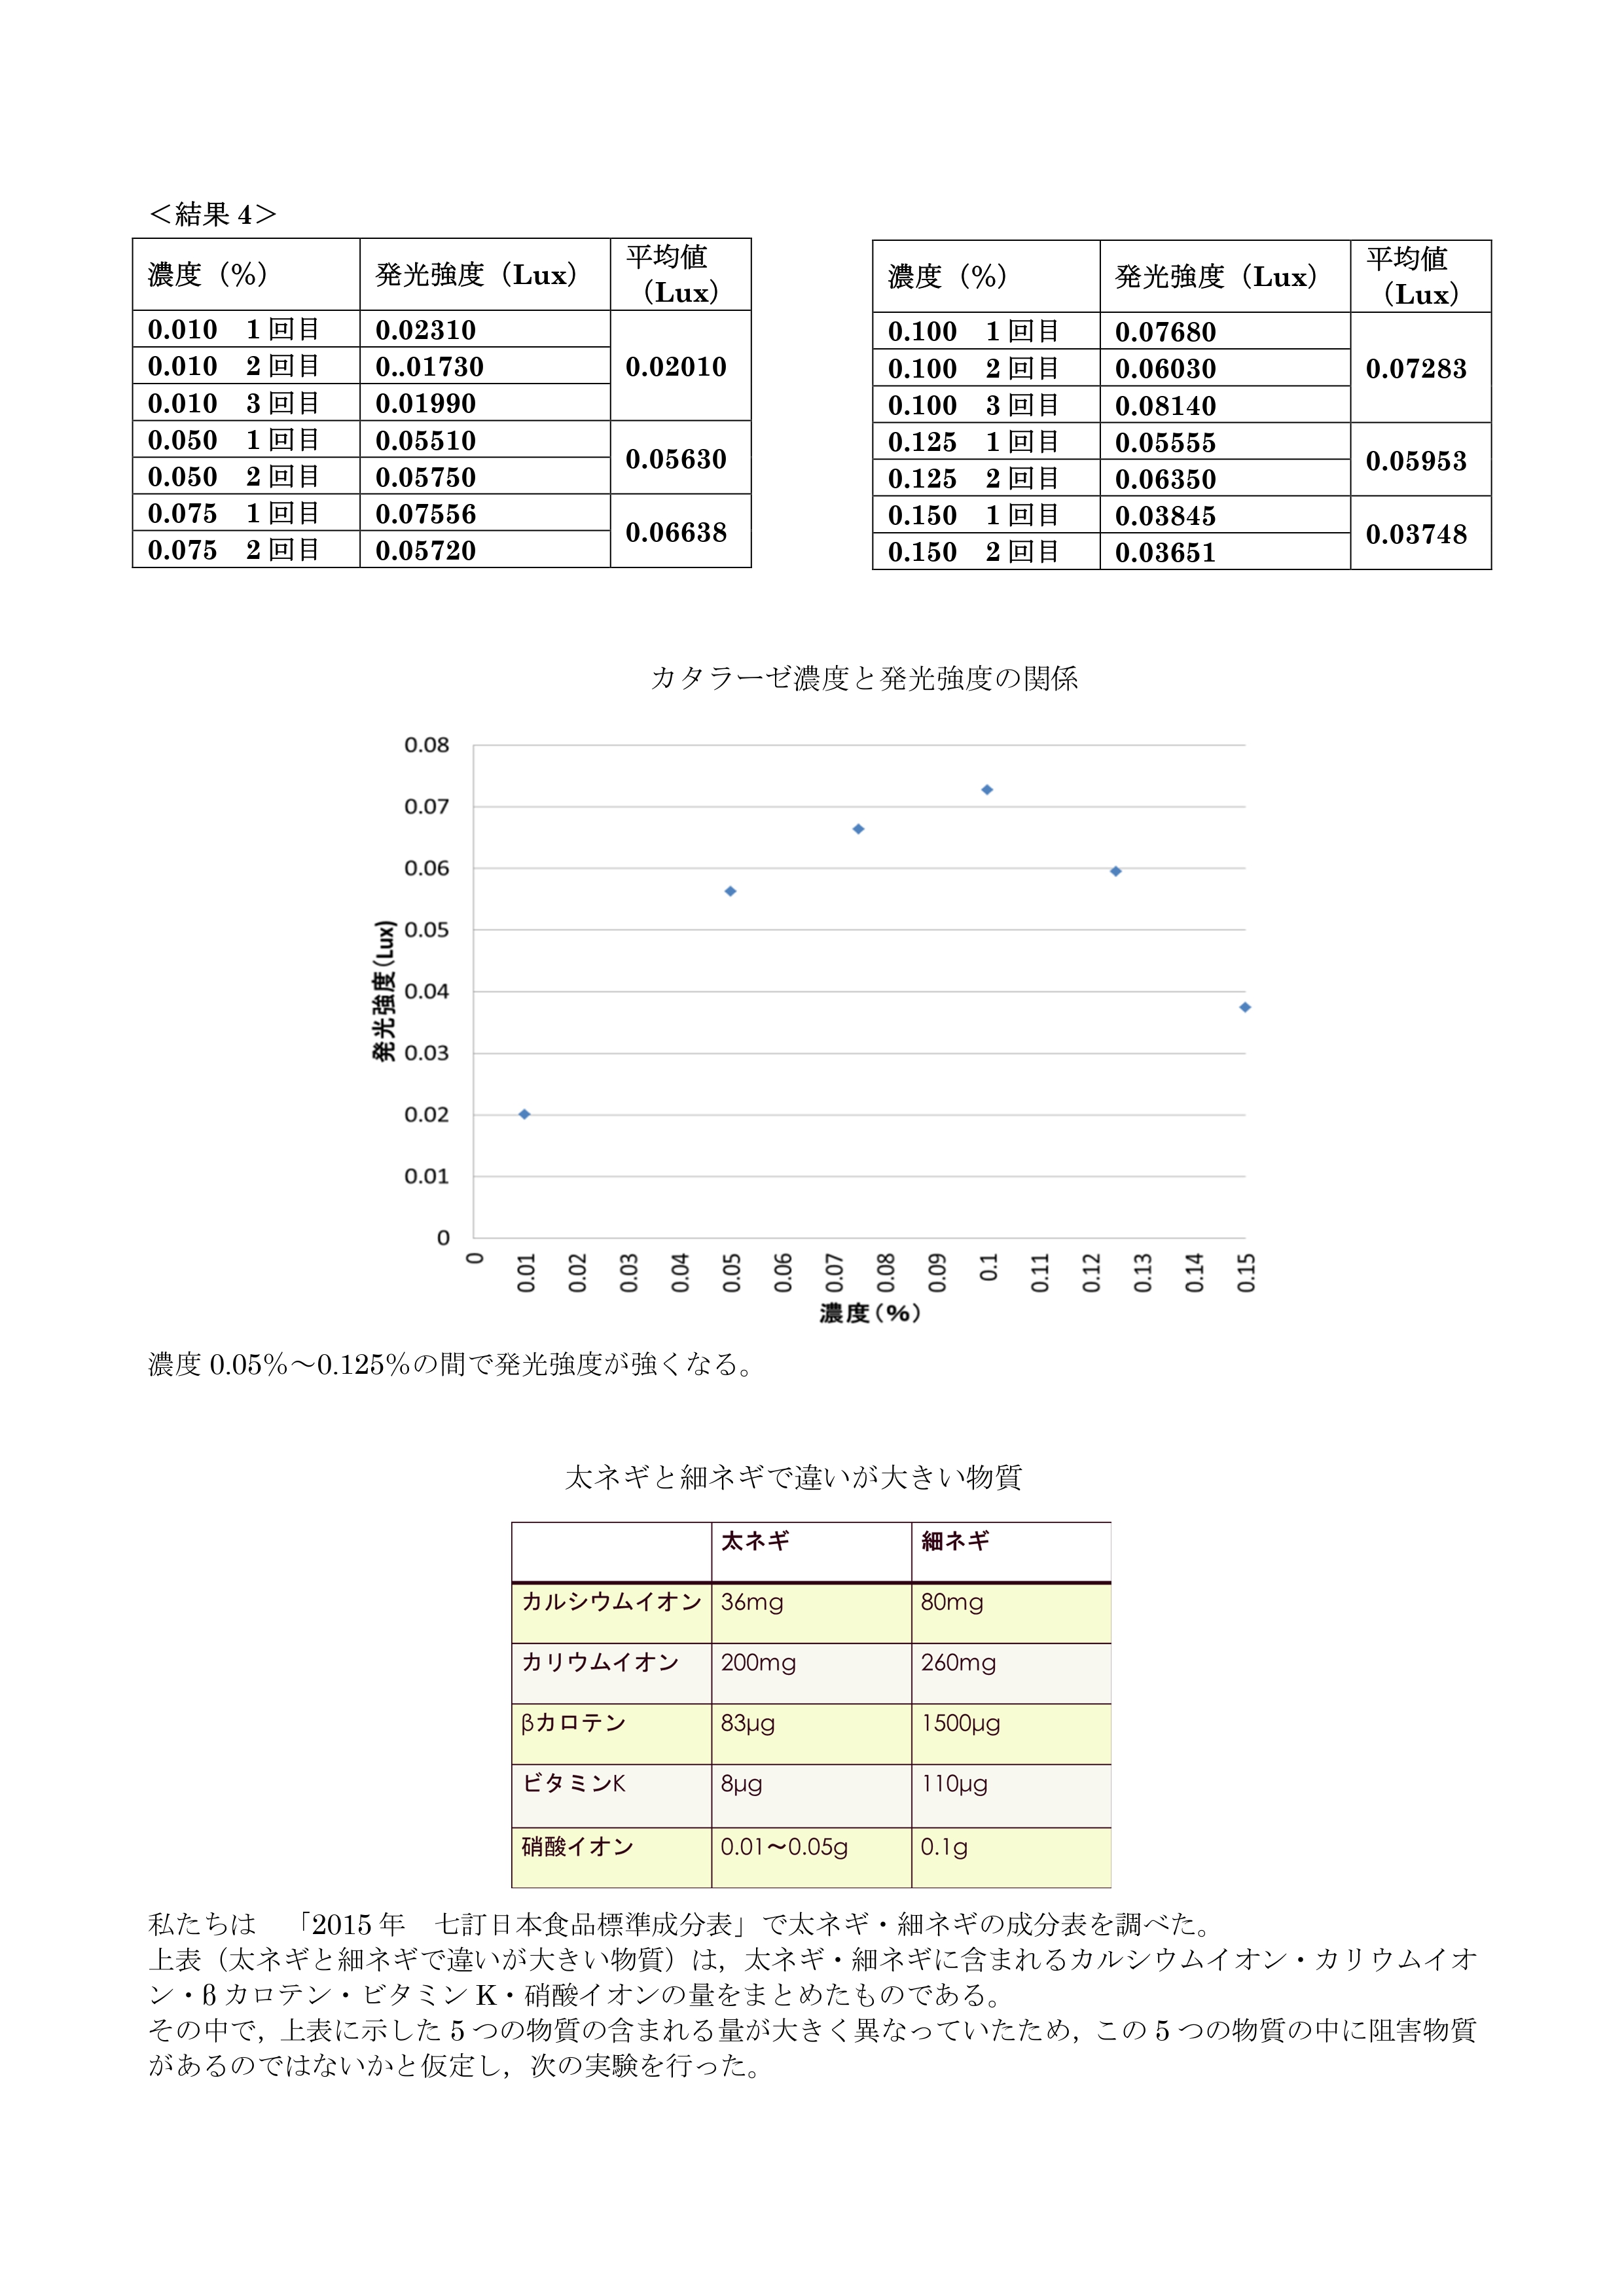 ＜結果 4＞
濃度（%） 発光強度（Lux） 平均値（Lux）
0.010 1回目 0.02310 0.02010
0.010 2回目 0..01730
0.010 3回目 0.01990
0.050 1回目 0.05510 0.05630
0.050 2回目 0.05750
0.075 1回目 0.07556 0.06638
0.075 2回目 0.05720
濃度（%） 発光強度（Lux） 平均値（Lux）
0.100 1回目 0.07680 0.07283
0.100 2回目 0.06030
0.100 3回目 0.08140
0.125 1回目 0.05555 0.05953
0.125 2回目 0.06350
0.150 1回目 0.03845 0.03748
0.150 2回目 0.03651
カタラーゼ濃度と発光強度の関係
発光強度(Lux)
0.08
0.07
0.06
0.05
0.04
0.03
0.02
0.01
0
0 0.01 0.02 0.03 0.04 0.05 0.06 0.07 0.08 0.09 0.1 0.11 0.12 0.13 0.14 0.15
濃度(%)
濃度 0.05%～0.125%の間で発光強度が強くなる。
太ネギと細ネギで違いが大きい物質
太ネギ 細ネギ
カルシウムイオン 36mg 80mg
カリウムイオン 200mg 260mg
βカロテン 83μg 1500μg
ビタミンK 8μg 110μg
硝酸イオン 0.01～0.05g 0.1g
私たちは 「2015年 七訂日本食品標準成分表」で太ネギ・細ネギの成分表を調べた。
上表（太ネギと細ネギで違いが大きい物質）は，太ネギ・細ネギに含まれるカルシウムイオン・カリウムイオ
ン・βカロテン・ビタミンK・硝酸イオンの量をまとめたものである。
その中で，上表に示した5つの物質の含まれる量が大きく異なっていたため，この5つの物質の中に阻害物質
があるのではないかと仮定し，次の実験を行った。